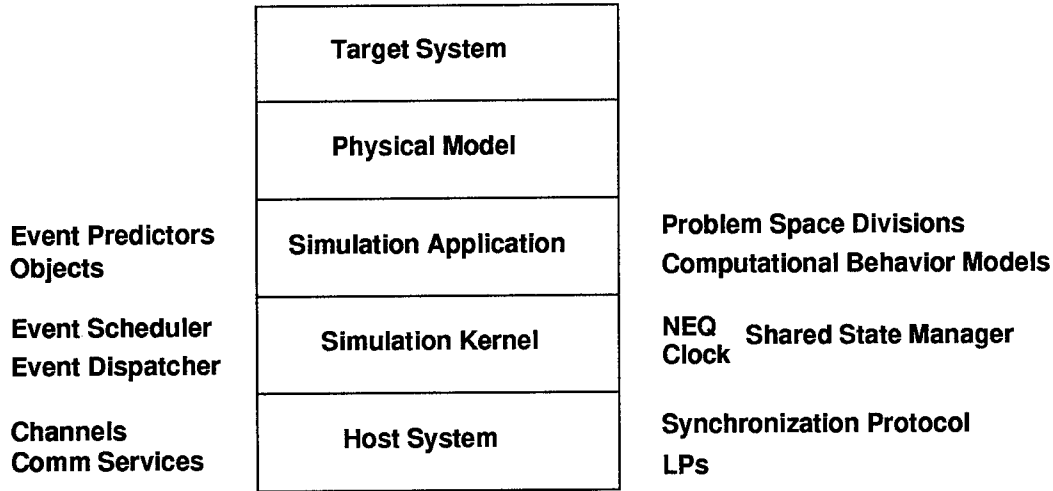 Target System
Physical Model
Event Predictors
Objects
Simulation Application
Problem Space Divisions
Computational Behavior Models
Event Scheduler
Event Dispatcher
Simulation Kernel
NEQ
Clock
Shared State Manager
Channels
Comm Services
Host System
Synchronization Protocol
LPs